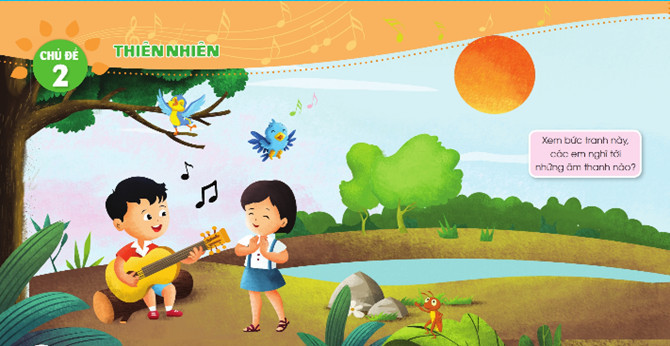 CHỦ ĐỀ
2
THIÊN NHIÊN
Xem bức tranh này,
các em nghĩ tới
những âm thanh nào?